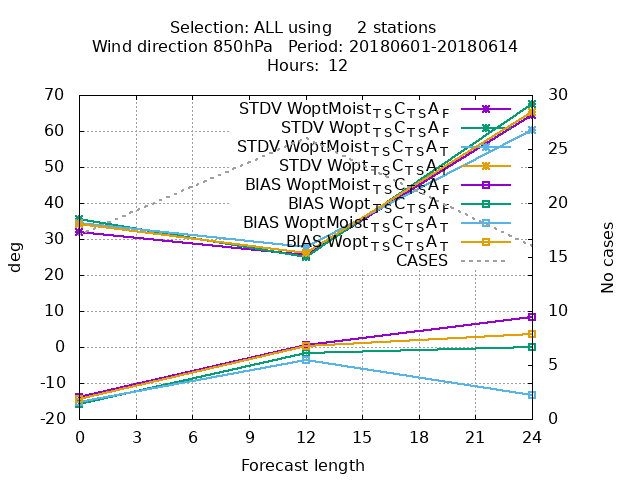 Selection: ALL using 2 stations
Wind direction 850hPa Period: 20180601-20180614
Hours: 12
70
60
50
40
30
20
10
0
-10
-20
deg
STDV WoptMoist_TS C_TS A_F
STDV Wopt_TS C_TS A_F
STDV WoptMoist_TS C_TS A_T
STDV Wopt_TS C_TS A_T
BIAS WoptMoist_TS C_TS A_F
BIAS Wopt_TS C_TS A_F
BIAS WoptMoist_TS C_TS A_T
BIAS Wopt_TS C_TS A_T
CASES
30
25
20
15
10
5
0
No cases
0 3 6 9 12 15 18 21 24
Forecast length